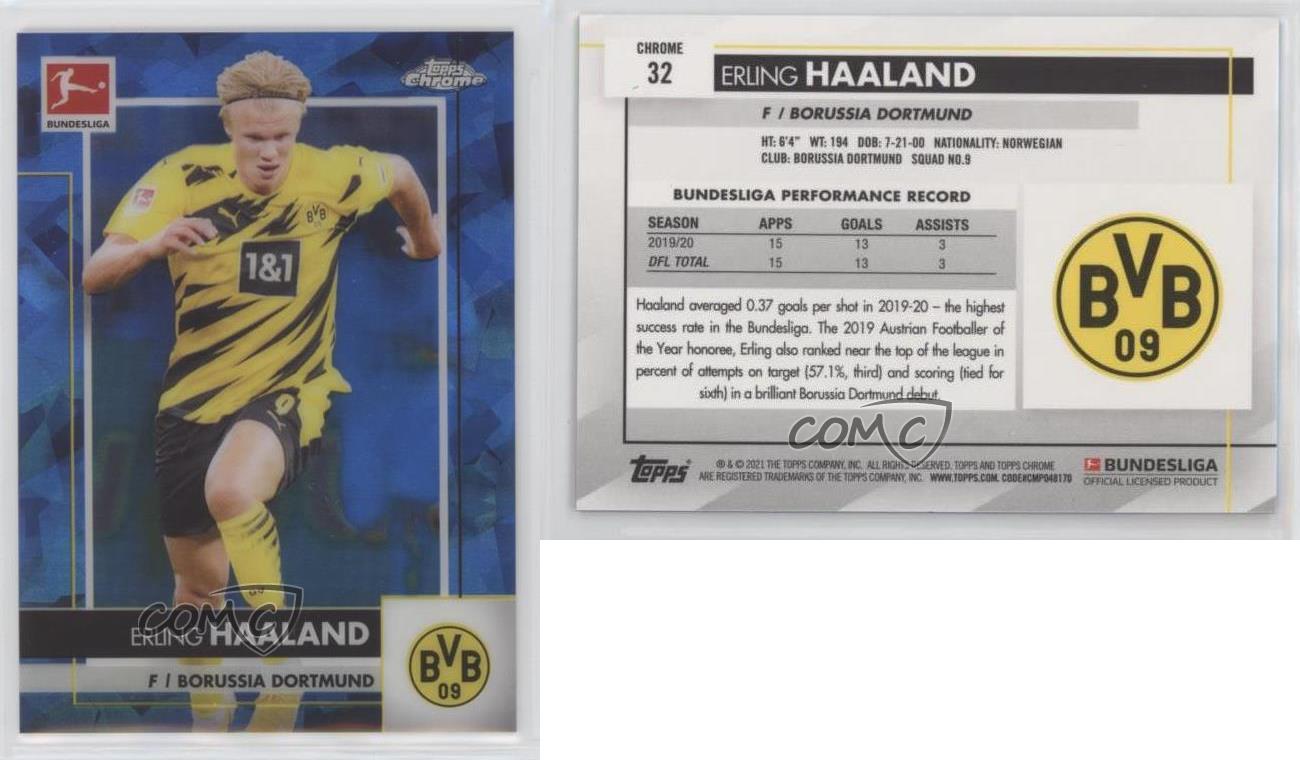 BUNDESLIGA
Topps
Chrome
BVB
1&1
9
COMC
ERLING HAALAND
F / BORUSSIA DORTMUND
BVB
09
CHROME
32
ERLING HAALAND
F / BORUSSIA DORTMUND
HT: 6'4" WT: 194 DOB: 7-21-00 NATIONALITY: NORWEGIAN
CLUB: BORUSSIA DORTMUND SQUAD NO.9
BUNDESLIGA PERFORMANCE RECORD
SEASON APPS GOALS ASSISTS
2019/20 15 13 3
DFL TOTAL 15 13 3
Haaland averaged 0.37 goals per shot in 2019-20 – the highest
success rate in the Bundesliga. The 2019 Austrian Footballer of
the Year honoree, Erling also ranked near the top of the league in
percent of attempts on target (57.1%, third) and scoring (tied for
sixth) in a brilliant Borussia Dortmund debut.
BVB
09
COMC
Topps
® & © 2021 THE TOPPS COMPANY, INC. ALL RIGHTS RESERVED. TOPPS AND TOPPS CHROME
ARE REGISTERED TRADEMARKS OF THE TOPPS COMPANY, INC. WWW.TOPPS.COM. CODE#CMP048170
BUNDESLIGA
OFFICIAL LICENSED PRODUCT